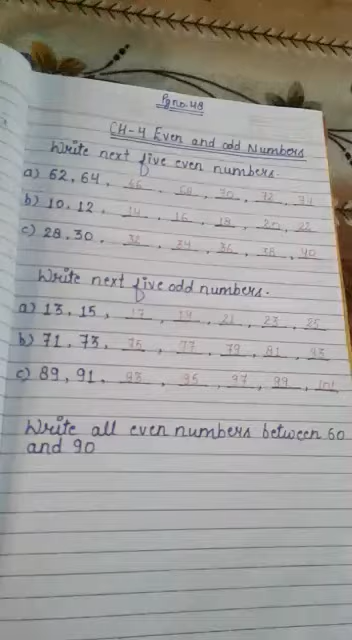 Pg no. 48
CH-4 Even and odd Numbers
Write next five even numbers.
a) 62, 64, 66, 68, 70, 72, 74
b) 10, 12, 14, 16, 18, 20, 22
c) 28, 30, 32, 34, 36, 38, 40
Write next five odd numbers.
a) 13, 15, 17, 19, 21, 23, 25
b) 71, 73, 75, 77, 79, 81, 83
c) 89, 91, 93, 95, 97, 99, 101
Write all even numbers between 60
and 90